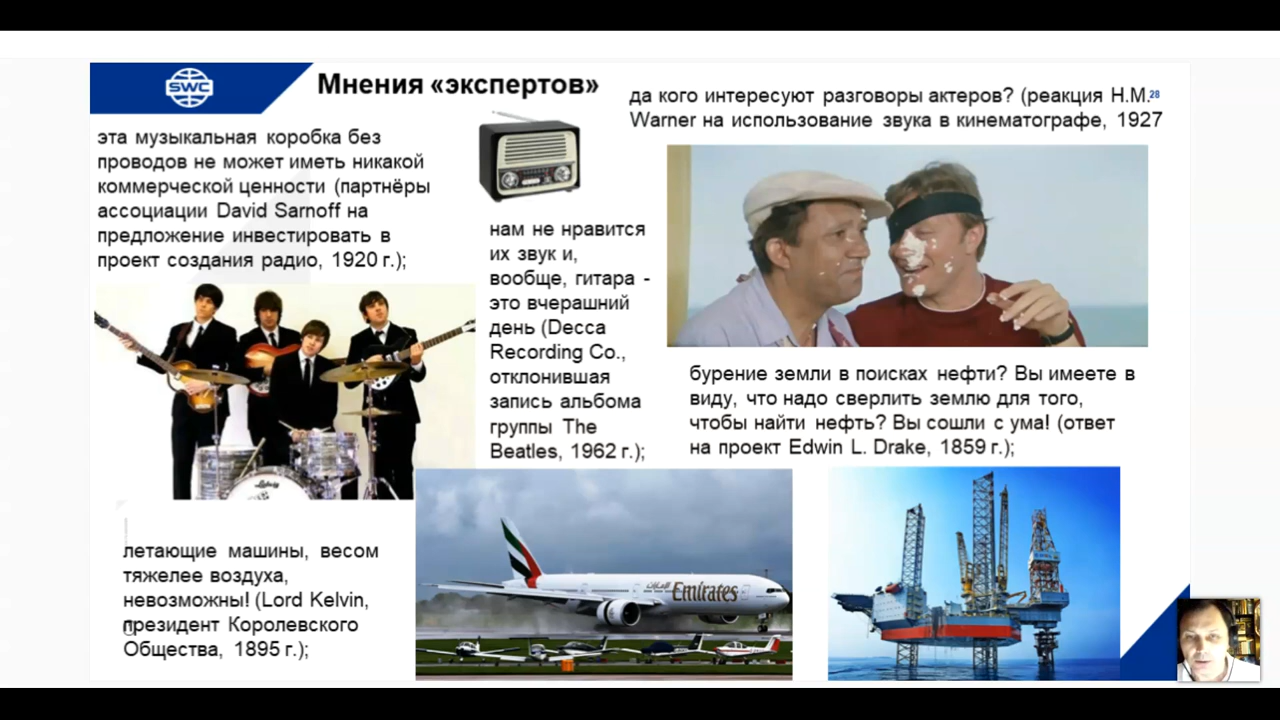 SWC
Мнения «экспертов»
28
эта музыкальная коробка без
проводов не может иметь никакой
коммерческой ценности (партнёры
ассоциации David Sarnoff на
предложение инвестировать в
проект создания радио, 1920 г.);
да кого интересуют разговоры актеров? (реакция H.M.
Warner на использование звука в кинематографе, 1927
нам не нравится
их звук и,
вообще, гитара -
это вчерашний
день (Decca
Recording Co.,
отклонившая
запись альбома
группы The
Beatles, 1962 г.);
бурение земли в поисках нефти? Вы имеете в
виду, что надо сверлить землю для того,
чтобы найти нефть? Вы сошли с ума! (ответ
на проект Edwin L. Drake, 1859 г.);
летающие машины, весом
тяжелее воздуха,
невозможны! (Lord Kelvin,
президент Королевского
Общества, 1895 г.);
Ludwig
Emirates